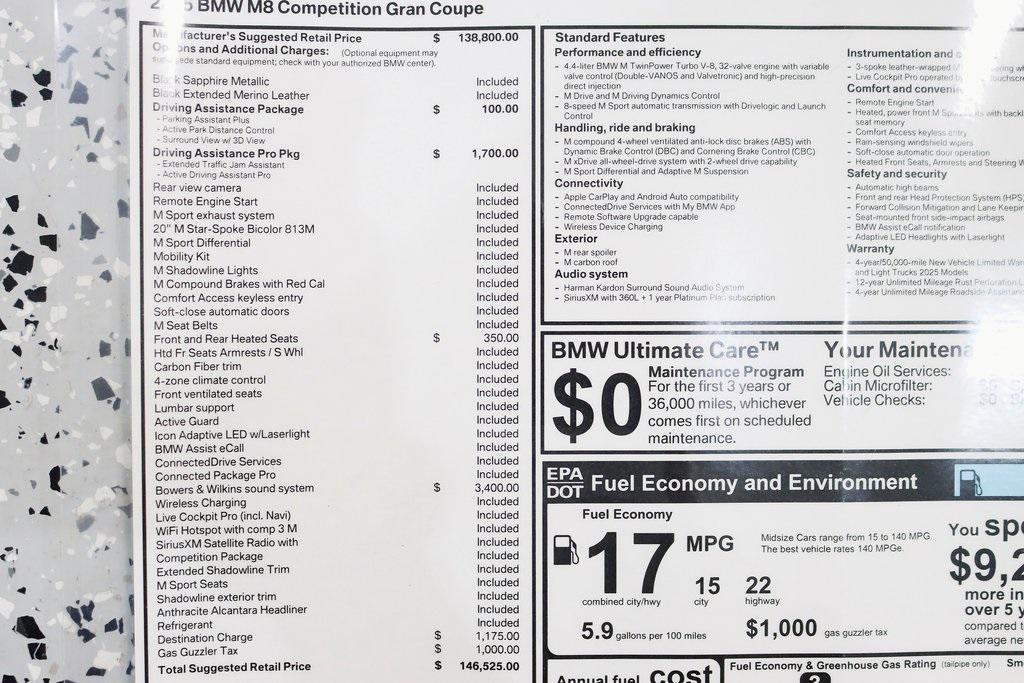 BMW M8 Competition Gran Coupe
Manufacturer's Suggested Retail Price $ 138,800.00
Options and Additional Charges: (Optional equipment may
supersede standard equipment; check with your authorized BMW center).
Black Sapphire Metallic Included
Black Extended Merino Leather Included
Driving Assistance Package $ 100.00
- Parking Assistant Plus
- Active Park Distance Control
- Surround View w/ 3D View
Driving Assistance Pro Pkg $ 1,700.00
- Extended Traffic Jam Assistant
- Active Driving Assistant Pro
Rear view camera Included
Remote Engine Start Included
M Sport exhaust system Included
20" M Star-Spoke Bicolor 813M Included
M Sport Differential Included
Mobility Kit Included
M Shadowline Lights Included
M Compound Brakes with Red Cal Included
Comfort Access keyless entry Included
Soft-close automatic doors Included
M Seat Belts Included
Front and Rear Heated Seats $ 350.00
Htd Fr Seats Armrests / S Whl Included
Carbon Fiber trim Included
4-zone climate control Included
Front ventilated seats Included
Lumbar support Included
Active Guard Included
Icon Adaptive LED w/Laserlight Included
BMW Assist eCall Included
ConnectedDrive Services Included
Connected Package Pro Included
Bowers & Wilkins sound system $ 3,400.00
Wireless Charging Included
Live Cockpit Pro (incl. Navi) Included
WiFi Hotspot with comp 3 M Included
SiriusXM Satellite Radio with Included
Competition Package Included
Extended Shadowline Trim Included
M Sport Seats Included
Shadowline exterior trim Included
Anthracite Alcantara Headliner Included
Refrigerant Included
Destination Charge $ 1,175.00
Gas Guzzler Tax $ 1,000.00
Total Suggested Retail Price $ 146,525.00
Standard Features
Performance and efficiency
- 4.4-liter BMW M TwinPower Turbo V-8, 32-valve engine with variable
valve control (Double-VANOS and Valvetronic) and high-precision
direct injection
- M Drive and M Driving Dynamics Control
- 8-speed M Sport automatic transmission with Drivelogic and Launch
Control
Handling, ride and braking
- M compound 4-wheel ventilated anti-lock disc brakes (ABS) with
Dynamic Brake Control (DBC) and Cornering Brake Control (CBC)
- M xDrive all-wheel-drive system with 2-wheel drive capability
- M Sport Differential and Adaptive M Suspension
Connectivity
- Apple CarPlay and Android Auto compatibility
- ConnectedDrive Services with My BMW App
- Remote Software Upgrade capable
- Wireless Device Charging
Exterior
- M rear spoiler
- M carbon roof
Audio system
- Harman Kardon Surround Sound Audio System
- SiriusXM with 360L + 1 year Platinum Plan subscription
Instrumentation and
- 3-spoke leather-wrapped M
- Live Cockpit Pro operated by
Comfort and convenie
- Remote Engine Start
- Heated, power front M Sport seats with
seat memory
- Comfort Access keyless entry
- Rain-sensing windshield wipers
- Soft-close automatic door operation
- Heated Front Seats, Armrests and Steering W
Safety and security
- Automatic high beams
- Front and rear Head Protection System (HPS)
- Forward Collision Mitigation and Lane Keepin
- Seat-mounted front side-impact airbags
- BMW Assist eCall notification
- Adaptive LED Headlights with Laserlight
Warranty
- 4-year/50,000-mile New Vehicle Limited War
and Light Trucks 2025 Models
- 12-year Unlimited Mileage Rust Perforation L
- 4-year Unlimited Mileage Roadside Assistance
BMW Ultimate Care™
$0
Maintenance Program
For the first 3 years or
36,000 miles, whichever
comes first on scheduled
maintenance.
Your Maintena
Engine Oil Services:
Cabin Microfilter:
Vehicle Checks:
EPA
DOT
Fuel Economy and Environment
Fuel Economy
17 MPG
combined city/hwy
15
city
22
highway
Midsize Cars range from 15 to 140 MPG.
The best vehicle rates 140 MPGe.
5.9 gallons per 100 miles
$1,000 gas guzzler tax
You spe
$9,2
more in
over 5 y
compared t
average ne
Annual fuel cost
Fuel Economy & Greenhouse Gas Rating (tailpipe only)
Sm